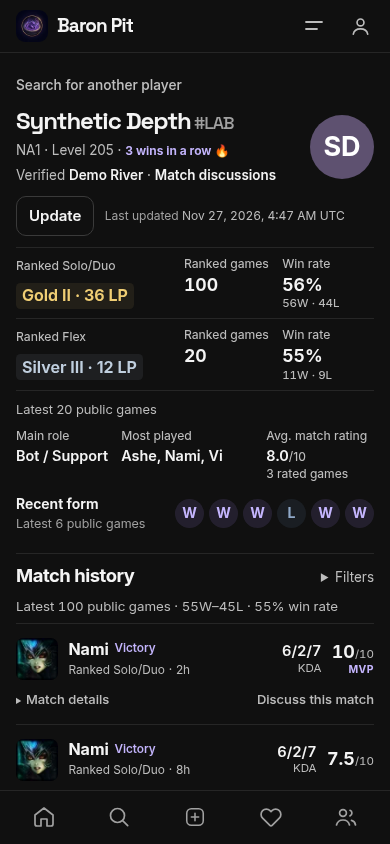 Baron Pit
Search for another player
Synthetic Depth #LAB
NA1 · Level 205 · 3 wins in a row 🔥
Verified Demo River · Match discussions
SD
Update
Last updated Nov 27, 2026, 4:47 AM UTC
Ranked Solo/Duo
Gold II · 36 LP
Ranked games
100
Win rate
56%
56W · 44L
Ranked Flex
Silver III · 12 LP
Ranked games
20
Win rate
55%
11W · 9L
Latest 20 public games
Main role
Bot / Support
Most played
Ashe, Nami, Vi
Avg. match rating
8.0/10
3 rated games
Recent form
Latest 6 public games
W W W L W W
Match history
▶ Filters
Latest 100 public games · 55W–45L · 55% win rate
Nami Victory
Ranked Solo/Duo · 2h
6/2/7
KDA
10/10
MVP
▸ Match details
Discuss this match
Nami Victory
Ranked Solo/Duo · 8h
6/2/7
KDA
7.5/10